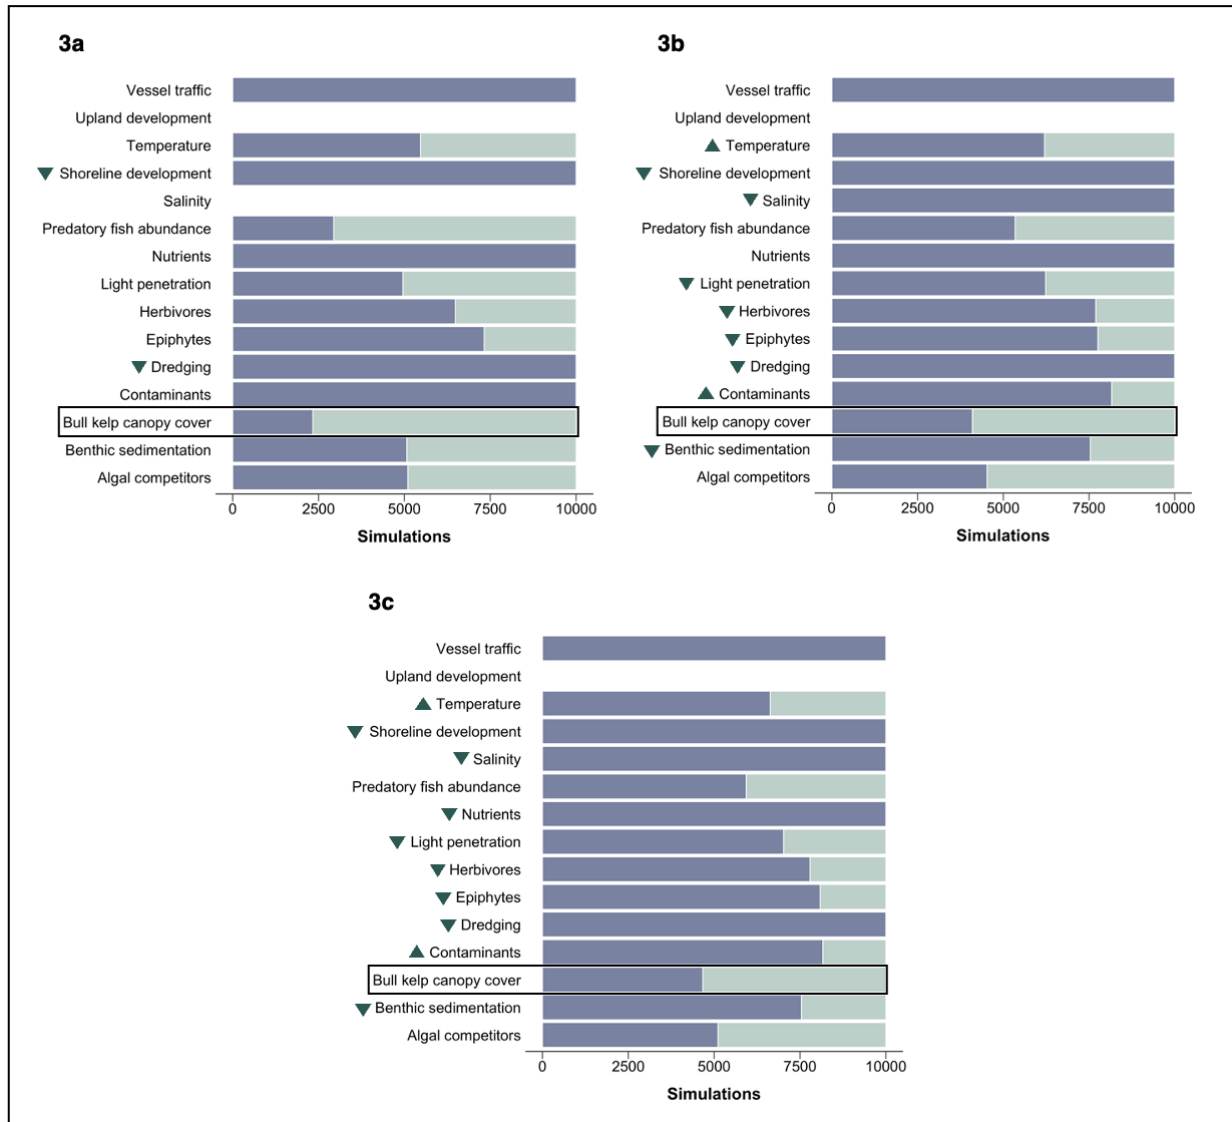 3a
Vessel traffic
Upland development
Temperature
Shoreline development
Salinity
Predatory fish abundance
Nutrients
Light penetration
Herbivores
Epiphytes
Dredging
Contaminants
Bull kelp canopy cover
Benthic sedimentation
Algal competitors
0 2500 5000 7500 10000
Simulations
3b
Vessel traffic
Upland development
Temperature
Shoreline development
Salinity
Predatory fish abundance
Nutrients
Light penetration
Herbivores
Epiphytes
Dredging
Contaminants
Bull kelp canopy cover
Benthic sedimentation
Algal competitors
0 2500 5000 7500 10000
Simulations
3c
Vessel traffic
Upland development
Temperature
Shoreline development
Salinity
Predatory fish abundance
Nutrients
Light penetration
Herbivores
Epiphytes
Dredging
Contaminants
Bull kelp canopy cover
Benthic sedimentation
Algal competitors
0 2500 5000 7500 10000
Simulations